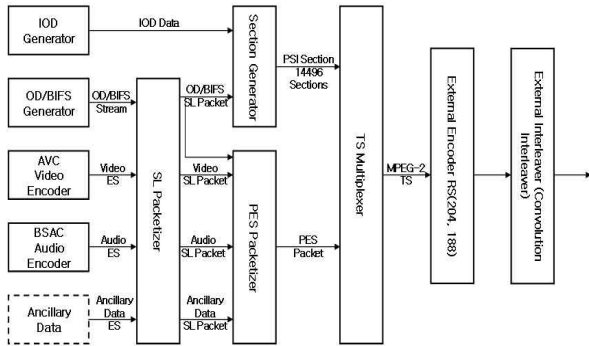 IOD
Generator
IOD Data
Section Generator
PSI Section
14496
Sections
OD/BIFS
Generator
OD/BIFS
Stream
SL Packetizer
OD/BIFS
SL Packet
AVC
Video
Encoder
Video
ES
Video
SL Packet
PES Packetizer
BSAC
Audio
Encoder
Audio
ES
Audio
SL Packet
PES
Packet
Ancillary
Data
Ancillary
Data
ES
Ancillary
Data
SL Packet
TS Multiplexer
MPEG-2
TS
External Encoder RS(204, 188)
External Interleaver (Convolution
Interleaver)